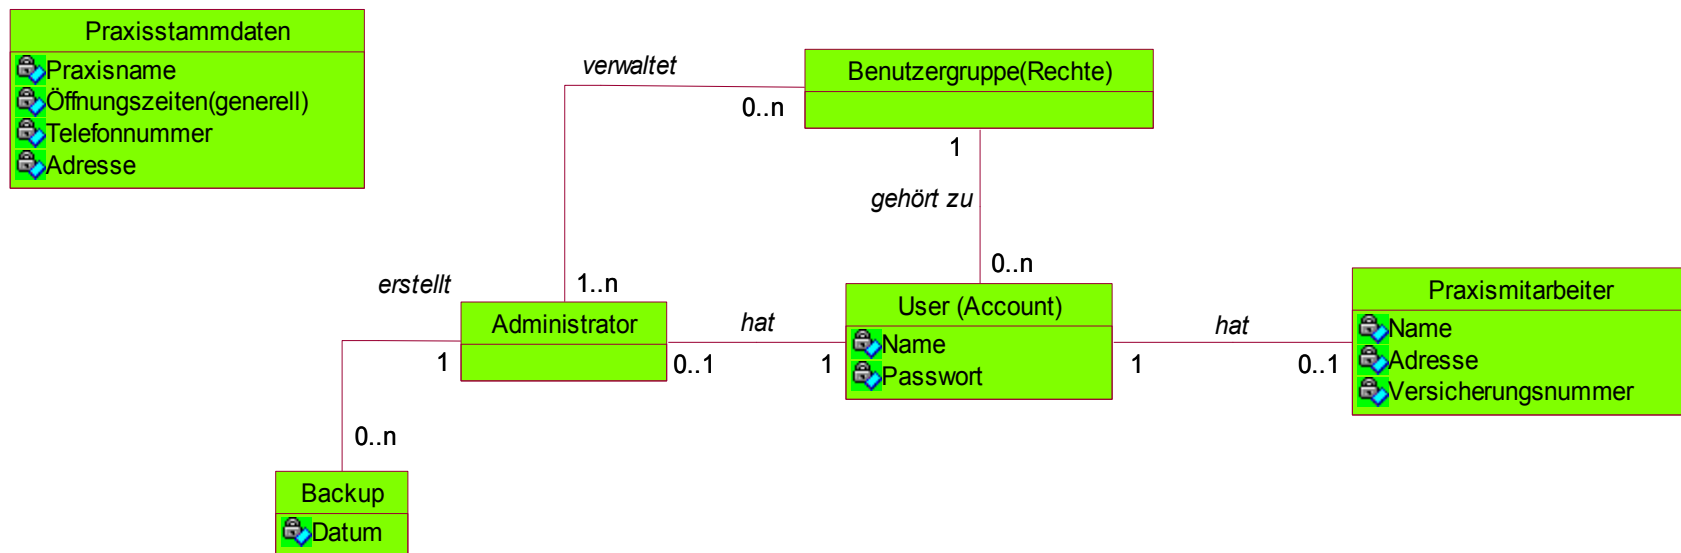 Praxisstammdaten
Praxisname
Öffnungszeiten(generell)
Telefonnummer
Adresse
verwaltet
0..n
Benutzergruppe(Rechte)
1
gehört zu
0..n
erstellt
1..n
Administrator
1
0..1
hat
1
User (Account)
Name
Passwort
1
hat
0..1
Praxismitarbeiter
Name
Adresse
Versicherungsnummer
0..n
Backup
Datum